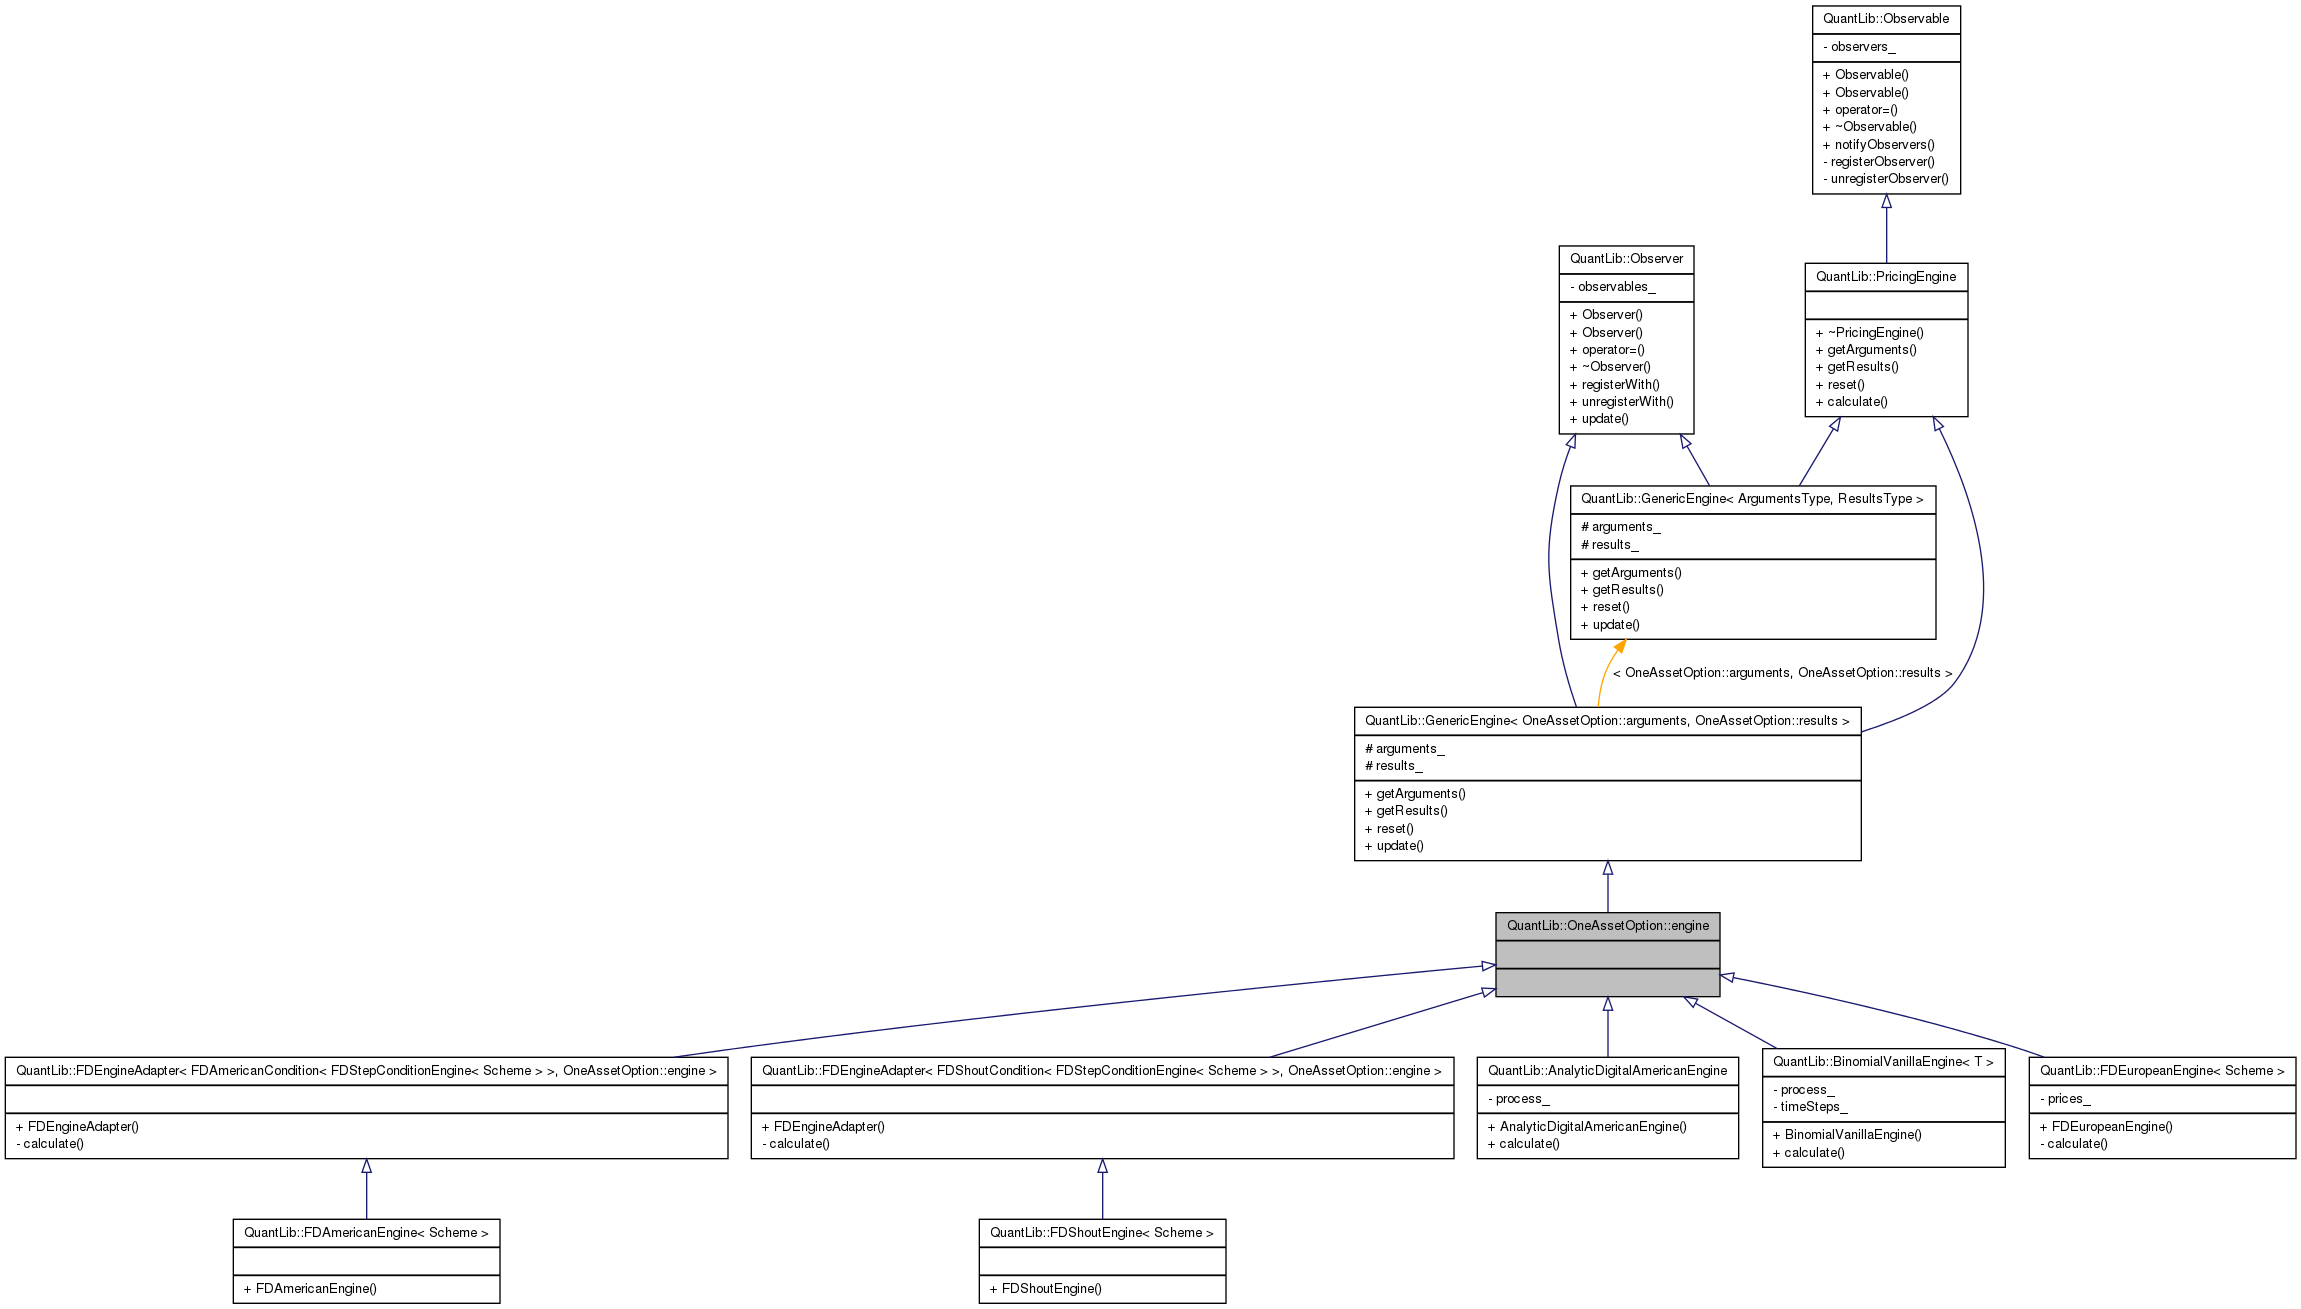 QuantLib::Observable
- observers_
+ Observable()
+ Observable()
+ operator=()
+ ~Observable()
+ notifyObservers()
- registerObserver()
- unregisterObserver()
QuantLib::Observer
- observables_
+ Observer()
+ Observer()
+ operator=()
+ ~Observer()
+ registerWith()
+ unregisterWith()
+ update()
QuantLib::PricingEngine
+ ~PricingEngine()
+ getArguments()
+ getResults()
+ reset()
+ calculate()
QuantLib::GenericEngine< ArgumentsType, ResultsType >
# arguments_
# results_
+ getArguments()
+ getResults()
+ reset()
+ update()
< OneAssetOption::arguments, OneAssetOption::results >
QuantLib::GenericEngine< OneAssetOption::arguments, OneAssetOption::results >
# arguments_
# results_
+ getArguments()
+ getResults()
+ reset()
+ update()
QuantLib::OneAssetOption::engine
QuantLib::FDEngineAdapter< FDAmericanCondition< FDStepConditionEngine< Scheme > >, OneAssetOption::engine >
+ FDEngineAdapter()
- calculate()
QuantLib::FDEngineAdapter< FDShoutCondition< FDStepConditionEngine< Scheme > >, OneAssetOption::engine >
+ FDEngineAdapter()
- calculate()
QuantLib::AnalyticDigitalAmericanEngine
- process_
+ AnalyticDigitalAmericanEngine()
+ calculate()
QuantLib::BinomialVanillaEngine< T >
- process_
- timeSteps_
+ BinomialVanillaEngine()
+ calculate()
QuantLib::FDEuropeanEngine< Scheme >
- prices_
+ FDEuropeanEngine()
- calculate()
QuantLib::FDAmericanEngine< Scheme >
+ FDAmericanEngine()
QuantLib::FDShoutEngine< Scheme >
+ FDShoutEngine()